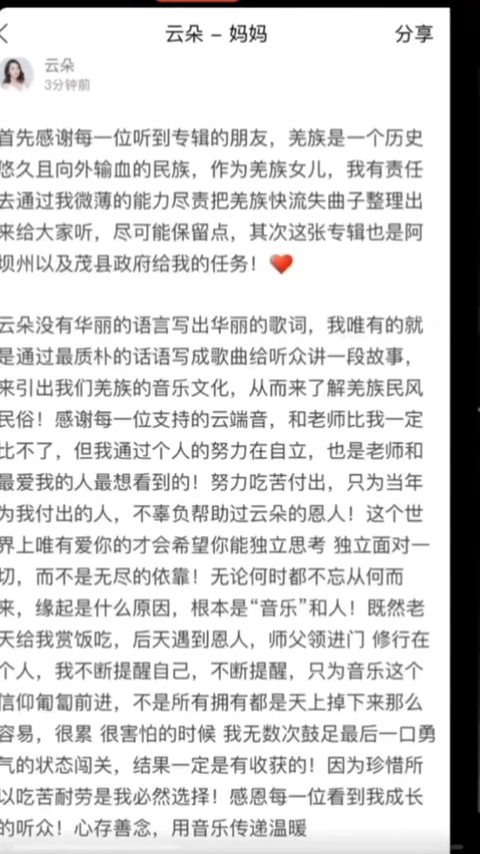 云朵 – 妈妈
分享
云朵
3分钟前
首先感谢每一位听到专辑的朋友，羌族是一个历史
悠久且向外输血的民族，作为羌族女儿，我有责任
去通过我微薄的能力尽责把羌族快流失曲子整理出
来给大家听，尽可能保留点，其次这张专辑也是阿
坝州以及茂县政府给我的任务！❤️
云朵没有华丽的语言写出华丽的歌词，我唯有的就
是通过最质朴的话语写成歌曲给听众讲一段故事，
来引出我们羌族的音乐文化，从而来了解羌族民风
民俗！感谢每一位支持的云端音，和老师比我一定
比不了，但我通过个人的努力在自立，也是老师和
最爱我的人最想看到的！努力吃苦付出，只为当年
为我付出的人，不辜负帮助过云朵的恩人！这个世
界上唯有爱你的才会希望你能独立思考 独立面对一
切，而不是无尽的依靠！无论何时都不忘从何而
来，缘起是什么原因，根本是“音乐”和人！既然老
天给我赏饭吃，后天遇到恩人，师父领进门 修行在
个人，我不断提醒自己，不断提醒，只为音乐这个
信仰匍匐前进，不是所有拥有都是天上掉下来那么
容易，很累 很害怕的时候 我无数次鼓足最后一口勇
气的状态闯关，结果一定是有收获的！因为珍惜所
以吃苦耐劳是我必然选择！感恩每一位看到我成长
的听众！心存善念，用音乐传递温暖